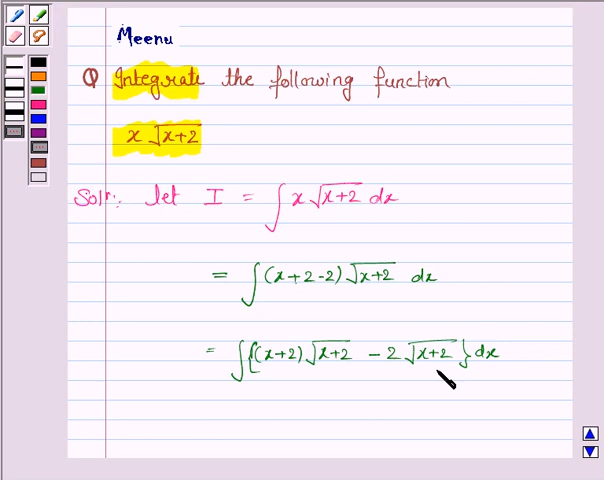 Meenu
Q Integrate the following function
x √(x+2)
Soln: let I = ∫ x √(x+2) dx
= ∫ (x+2-2) √(x+2) dx
= ∫ {(x+2) √(x+2) - 2 √(x+2) } dx